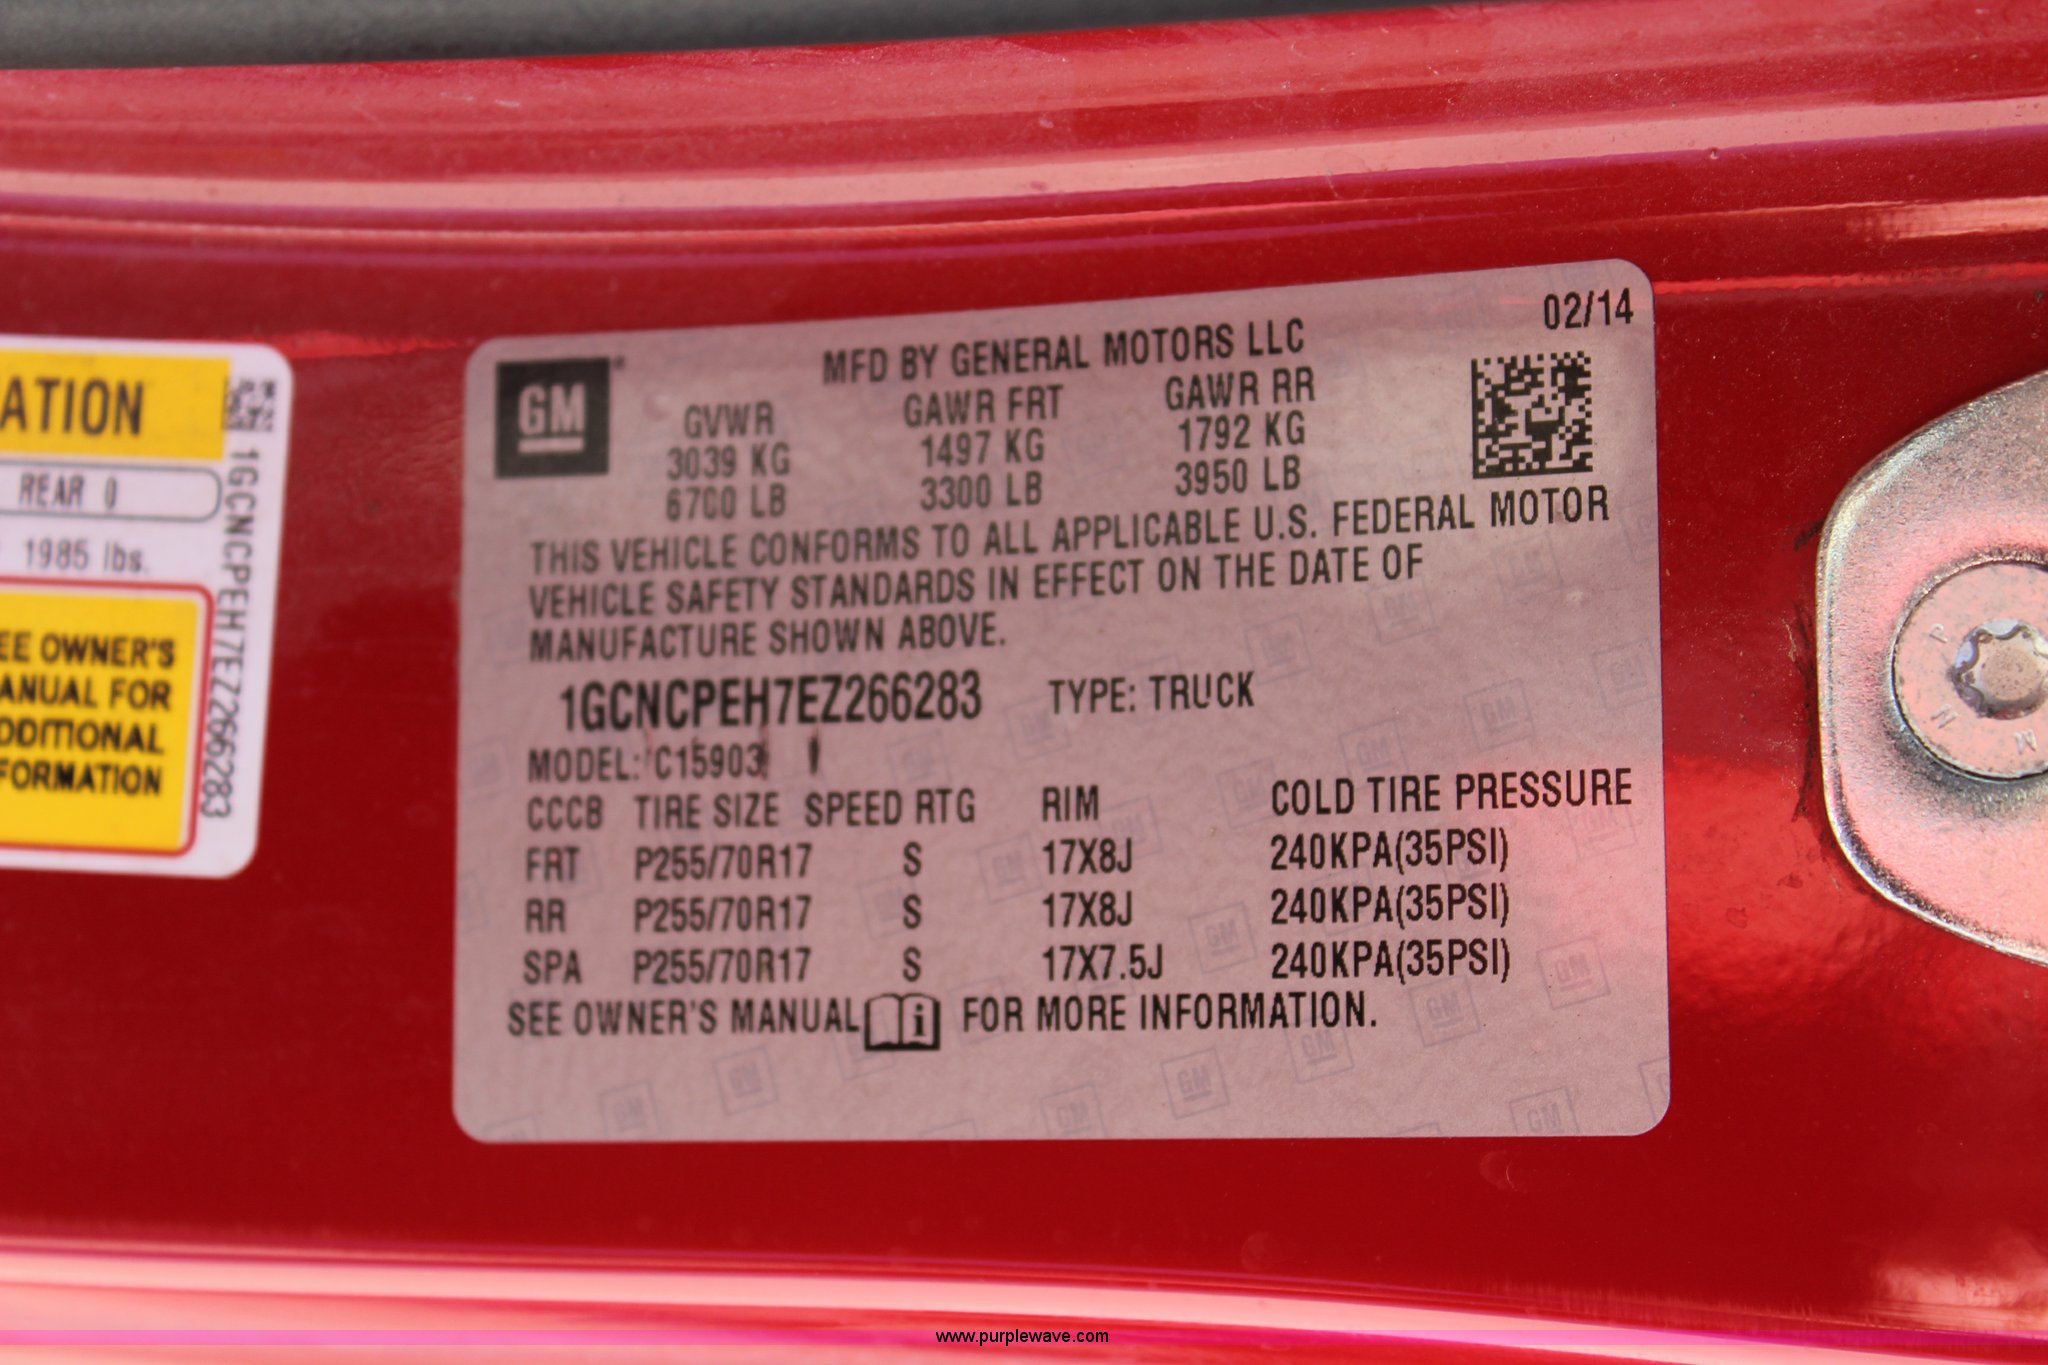 ATION
REAR 0
1985 lbs.
EE OWNER'S
ANUAL FOR
DDITIONAL
FORMATION
1GCNCPEH7EZ266283
GM
MFD BY GENERAL MOTORS LLC
02/14
GVWR GAWR FRT GAWR RR
3039 KG 1497 KG 1792 KG
6700 LB 3300 LB 3950 LB
THIS VEHICLE CONFORMS TO ALL APPLICABLE U.S. FEDERAL MOTOR
VEHICLE SAFETY STANDARDS IN EFFECT ON THE DATE OF
MANUFACTURE SHOWN ABOVE.
1GCNCPEH7EZ266283 TYPE: TRUCK
MODEL: C15903
CCCB TIRE SIZE SPEED RTG RIM COLD TIRE PRESSURE
FRT P255/70R17 S 17X8J 240KPA(35PSI)
RR P255/70R17 S 17X8J 240KPA(35PSI)
SPA P255/70R17 S 17X7.5J 240KPA(35PSI)
SEE OWNER'S MANUAL i FOR MORE INFORMATION.
www.purplewave.com